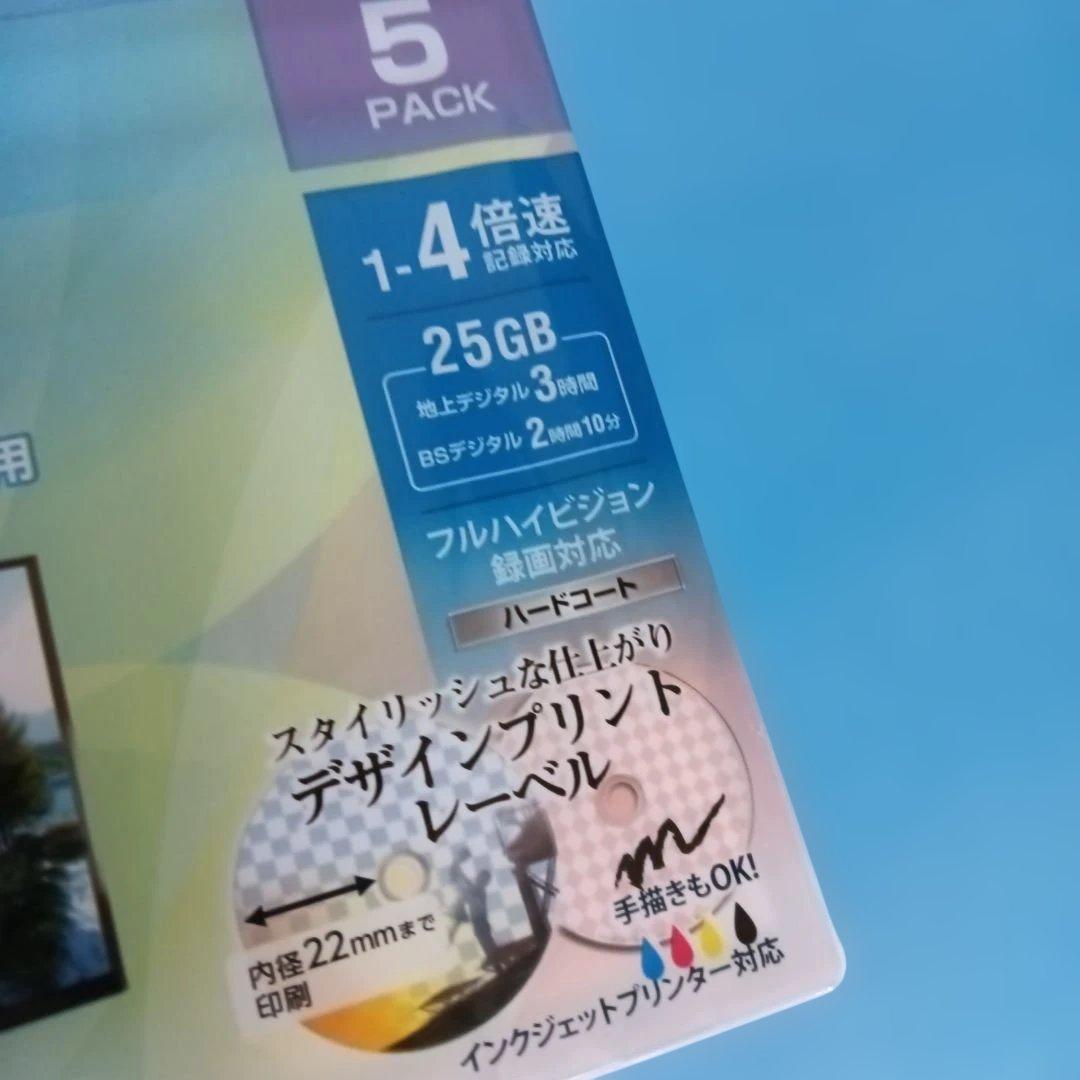 5
PACK
1-4倍速
記録対応
25GB
地上デジタル3時間
BSデジタル2時間10分
用
フルハイビジョン
録画対応
ハードコート
スタイリッシュな仕上がり
デザインプリント
レーベル
手描きもOK!
内径22mmまで
印刷
インクジェットプリンター対応